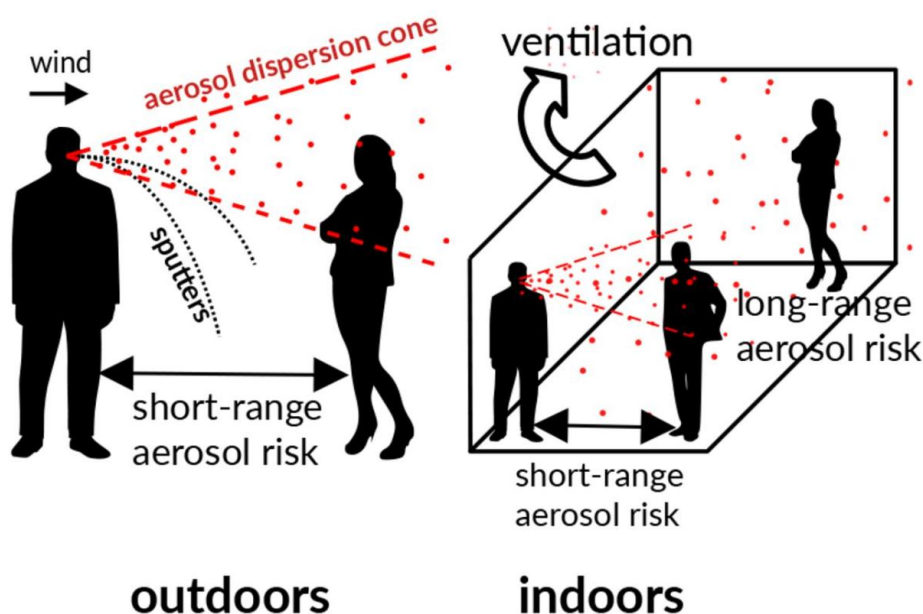 wind
aerosol dispersion cone
sputters
short-range
aerosol risk
outdoors
ventilation
long-range
aerosol risk
short-range
aerosol risk
indoors